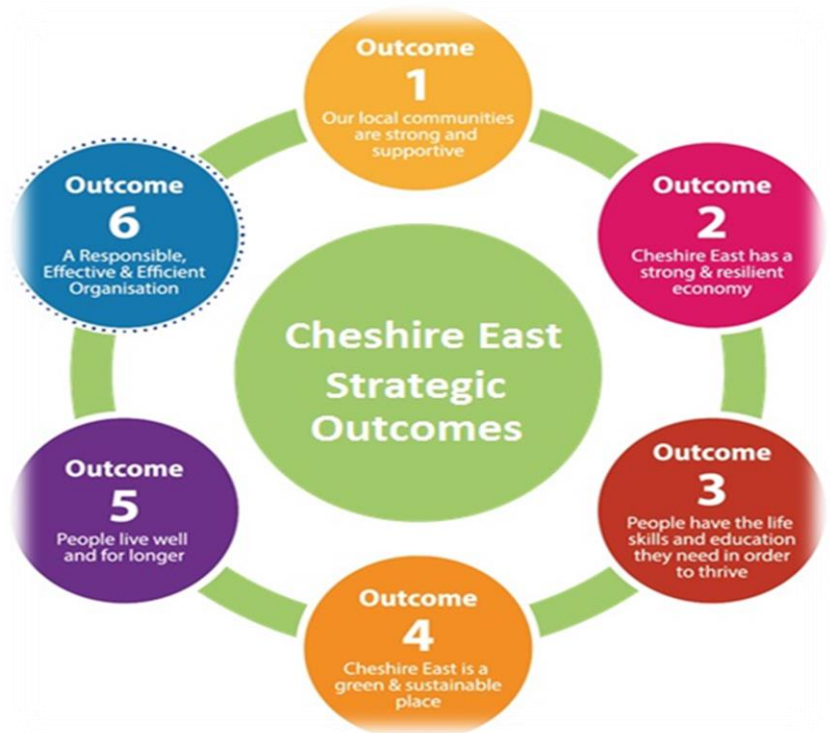 Outcome
1
Our local communities
are strong and
supportive
Outcome
2
Cheshire East has a
strong & resilient
economy
Outcome
3
People have the life
skills and education
they need in order
to thrive
Outcome
4
Cheshire East is a
green & sustainable
place
Outcome
5
People live well
and for longer
Outcome
6
A Responsible,
Effective & Efficient
Organisation
Cheshire East
Strategic
Outcomes